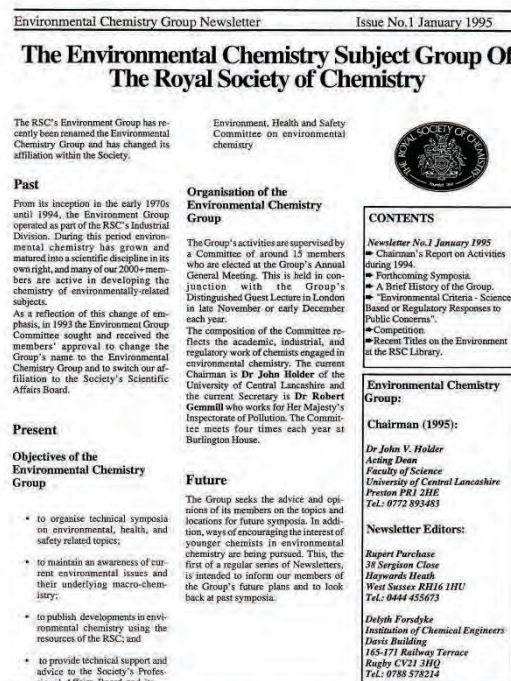 Environmental Chemistry Group Newsletter Issue No.1 January 1995
The Environmental Chemistry Subject Group Of
The Royal Society of Chemistry
The RSC's Environment Group has re-
cently been renamed the Environmental
Chemistry Group and has changed its
affiliation within the Society.
Past
From its inception in the early 1970s
until 1994, the Environment Group
operated as part of the RSC's Industrial
Division. During this period environ-
mental chemistry has grown and
matured into a scientific discipline in its
own right, and many of our 2000+ mem-
bers are active in developing the
chemistry of environmentally-related
subjects.
As a reflection of this change of em-
phasis, in 1993 the Environment Group
Committee sought and received the
members' approval to change the
Group's name to the Environmental
Chemistry Group and to switch our af-
filiation to the Society's Scientific
Affairs Board.
Present
Objectives of the
Environmental Chemistry
Group
• to organise technical symposia
on environmental, health, and
safety related topics;
• to maintain an awareness of cur-
rent environmental issues and
their underlying macro-chem-
istry;
• to publish developments in envi-
ronmental chemistry using the
resources of the RSC; and
• to provide technical support and
advice to the Society's Profes-
Environment, Health and Safety
Committee on environmental
chemistry
Organisation of the
Environmental Chemistry
Group
The Group's activities are supervised by
a Committee of around 15 members
who are elected at the Group's Annual
General Meeting. This is held in con-
junction with the Group's
Distinguished Guest Lecture in London
in late November or early December
each year.
The composition of the Committee re-
flects the academic, industrial, and
regulatory work of chemists engaged in
environmental chemistry. The current
Chairman is Dr John Holder of the
University of Central Lancashire and
the current Secretary is Dr Robert
Gemmill who works for Her Majesty's
Inspectorate of Pollution. The Commit-
tee meets four times each year at
Burlington House.
Future
The Group seeks the advice and opi-
nions of its members on the topics and
locations for future symposia. In addi-
tion, ways of encouraging the interest of
younger chemists in environmental
chemistry are being pursued. This, the
first of a regular series of Newsletters,
is intended to inform our members of
the Group's future plans and to look
back at past symposia.
THE ROYAL SOCIETY OF CHEMISTRY
CONTENTS
Newsletter No.1 January 1995
➨ Chairman's Report on Activities
during 1994.
➨ Forthcoming Symposia.
➨ A Brief History of the Group.
➨ "Environmental Criteria - Science
Based or Regulatory Responses to
Public Concerns".
➨Competition.
➨Recent Titles on the Environment
at the RSC Library.
Environmental Chemistry
Group:
Chairman (1995):
Dr John V. Holder
Acting Dean
Faculty of Science
University of Central Lancashire
Preston PR1 2HE
Tel.: 0772 893483
Newsletter Editors:
Rupert Purchase
38 Sergison Close
Haywards Heath
West Sussex RH16 1HU
Tel.: 0444 455673
Delyth Forsdyke
Institution of Chemical Engineers
Davis Building
165-171 Railway Terrace
Rugby CV21 3HQ
Tel.: 0788 578214